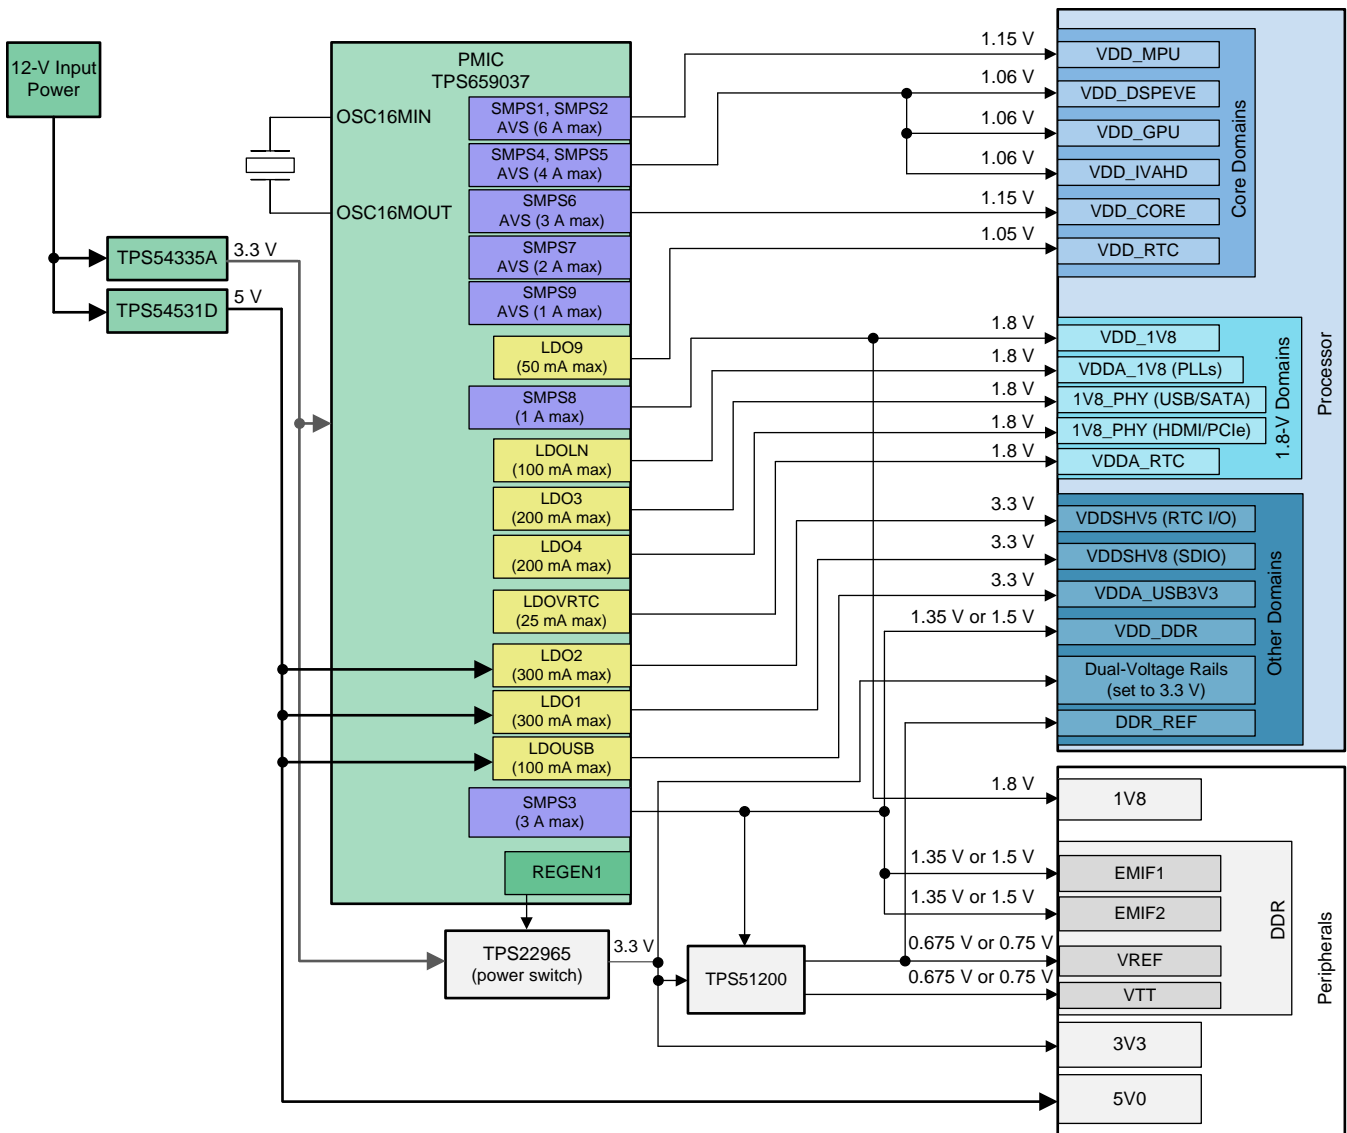 12-V Input
Power
TPS54335A
3.3 V
TPS54531D
5 V
PMIC
TPS659037
OSC16MIN
OSC16MOUT
SMPS1, SMPS2
AVS (6 A max)
SMPS4, SMPS5
AVS (4 A max)
SMPS6
AVS (3 A max)
SMPS7
AVS (2 A max)
SMPS9
AVS (1 A max)
LDO9
(50 mA max)
SMPS8
(1 A max)
LDOLN
(100 mA max)
LDO3
(200 mA max)
LDO4
(200 mA max)
LDOVRTC
(25 mA max)
LDO2
(300 mA max)
LDO1
(300 mA max)
LDOUSB
(100 mA max)
SMPS3
(3 A max)
REGEN1
TPS22965
(power switch)
3.3 V
TPS51200
1.15 V
1.06 V
1.06 V
1.06 V
1.15 V
1.05 V
1.8 V
1.8 V
1.8 V
1.8 V
1.8 V
3.3 V
3.3 V
3.3 V
1.35 V or 1.5 V
1.8 V
1.35 V or 1.5 V
1.35 V or 1.5 V
0.675 V or 0.75 V
0.675 V or 0.75 V
VDD_MPU
VDD_DSPEVE
VDD_GPU
VDD_IVAHD
VDD_CORE
VDD_RTC
Core Domains
VDD_1V8
VDDA_1V8 (PLLs)
1V8_PHY (USB/SATA)
1V8_PHY (HDMI/PCIe)
VDDA_RTC
1.8-V Domains
VDDSHV5 (RTC I/O)
VDDSHV8 (SDIO)
VDDA_USB3V3
VDD_DDR
Dual-Voltage Rails
(set to 3.3 V)
DDR_REF
Other Domains
Processor
1V8
EMIF1
EMIF2
VREF
VTT
DDR
3V3
5V0
Peripherals